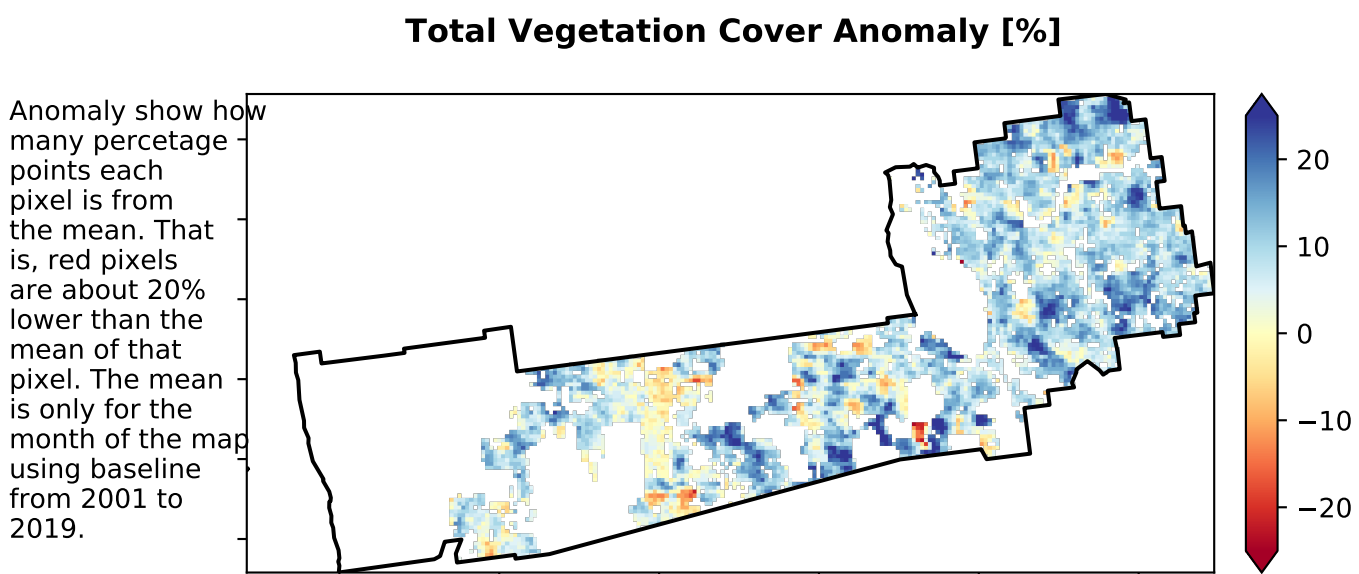 Total Vegetation Cover Anomaly [%]
Anomaly show how
many percetage
points each
pixel is from
the mean. That
is, red pixels
are about 20%
lower than the
mean of that
pixel. The mean
is only for the
month of the map
using baseline
from 2001 to
2019.
20
10
0
−10
−20